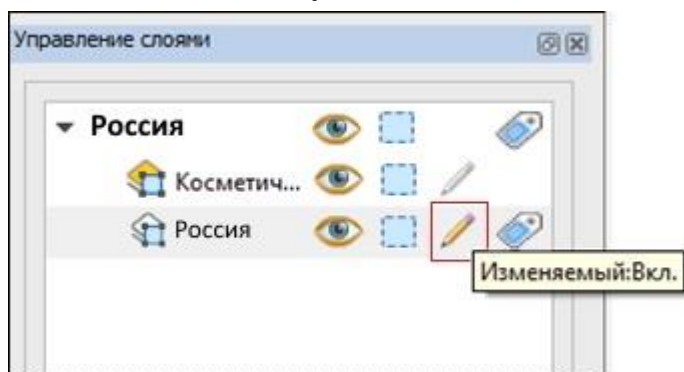 Управление слоями
Россия
Косметич...
Россия
Изменяемый:Вкл.